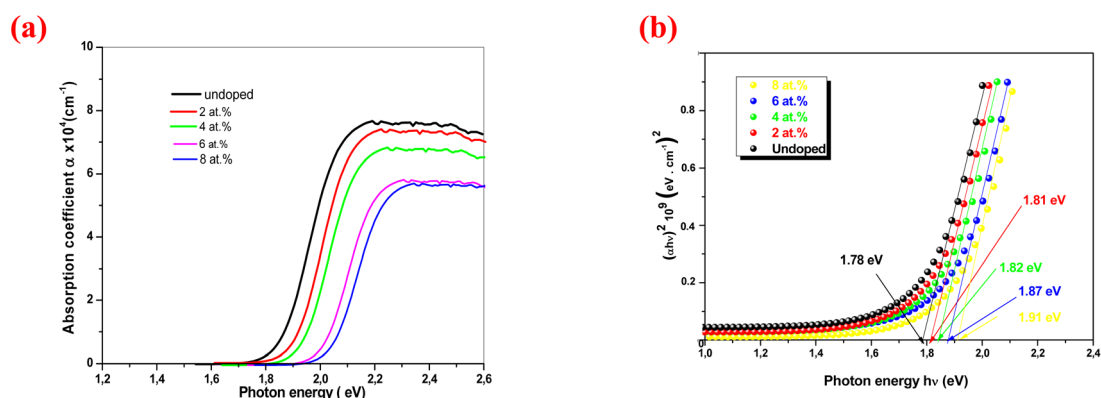 (a)
10
8
6
4
2
0
Absorption coefficient α x10⁴(cm⁻¹)
undoped
2 at.%
4 at.%
6 at.%
8 at.%
1,2 1,4 1,6 1,8 2,0 2,2 2,4 2,6
Photon energy ( eV)
(b)
0.8
0.6
0.4
0.2
0
(αhν)² 10⁹ (eV . cm⁻¹)²
8 at.%
6 at.%
4 at.%
2 at.%
Undoped
1.78 eV
1.81 eV
1.82 eV
1.87 eV
1.91 eV
1,0 1,2 1,4 1,6 1,8 2,0 2,2 2,4
Photon energy hν (eV)